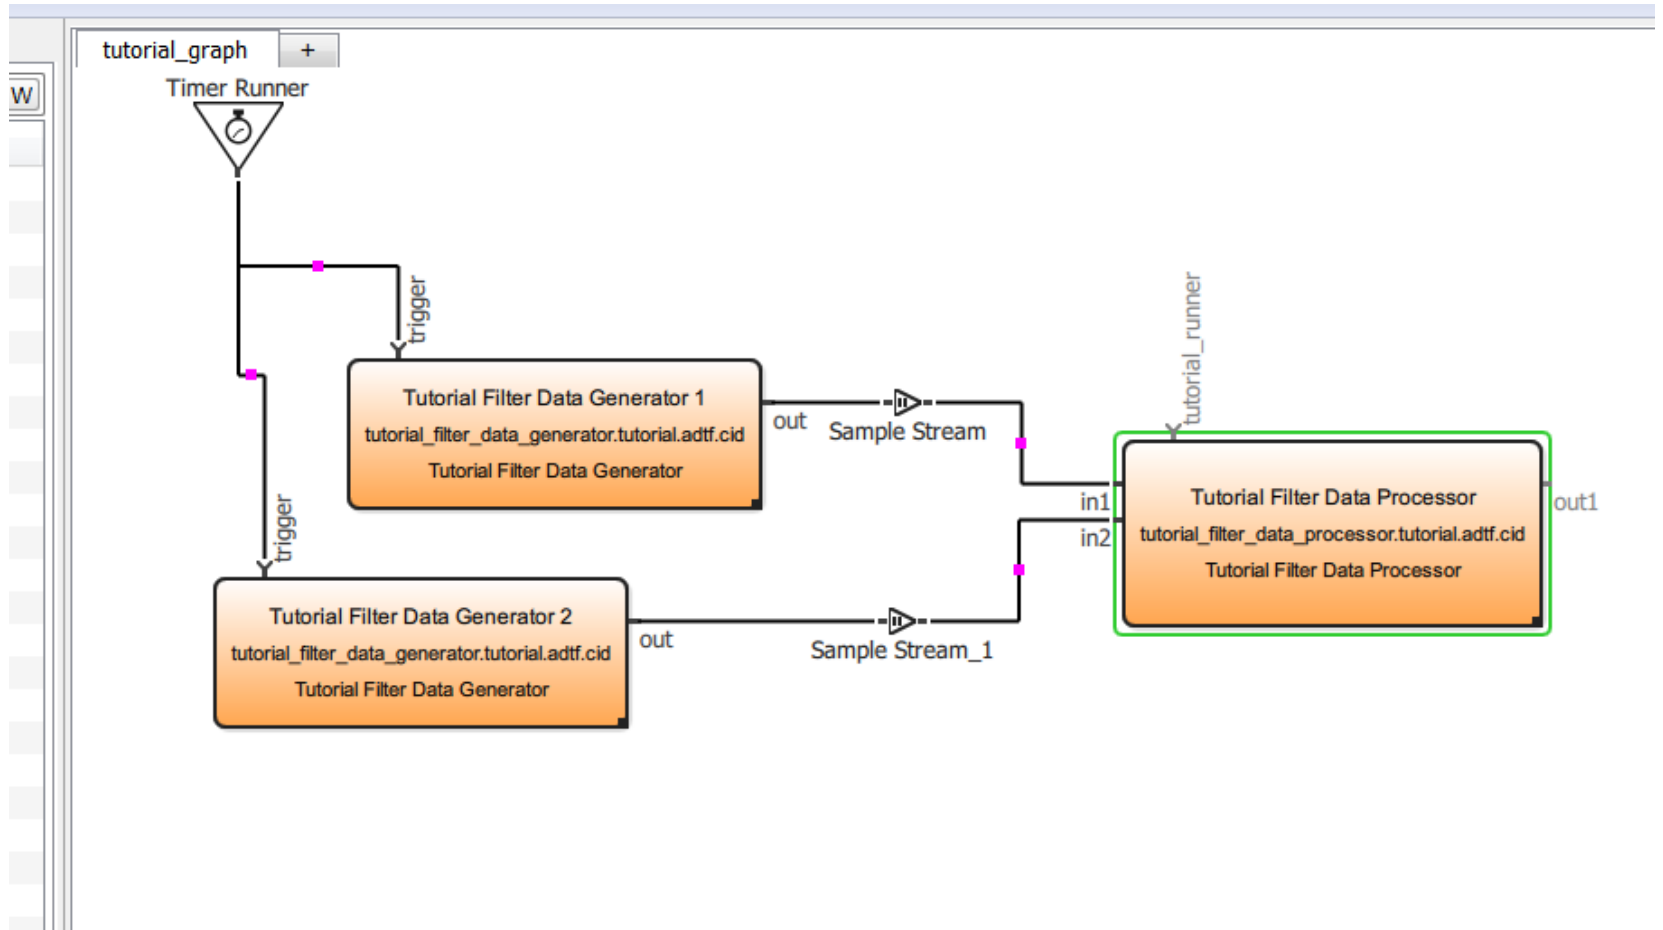 tutorial_graph
+
W
Timer Runner
trigger
Tutorial Filter Data Generator 1
tutorial_filter_data_generator.tutorial.adtf.cid
Tutorial Filter Data Generator
out
Sample Stream
trigger
Tutorial Filter Data Generator 2
tutorial_filter_data_generator.tutorial.adtf.cid
Tutorial Filter Data Generator
out
Sample Stream_1
tutorial_runner
in1
in2
Tutorial Filter Data Processor
tutorial_filter_data_processor.tutorial.adtf.cid
Tutorial Filter Data Processor
out1